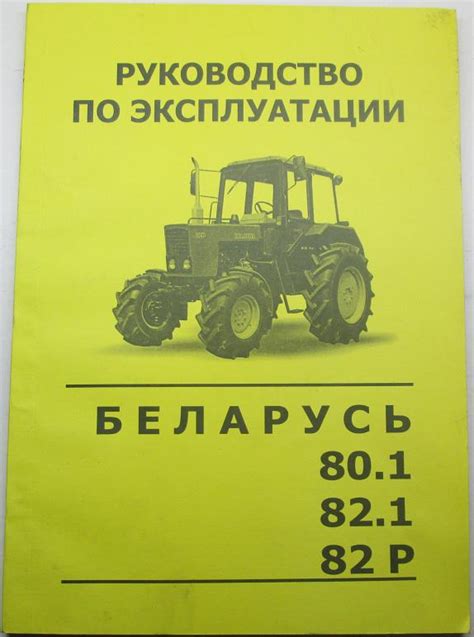 РУКОВОДСТВО
ПО ЭКСПЛУАТАЦИИ
БЕЛАРУСЬ
80.1
82.1
82 Р